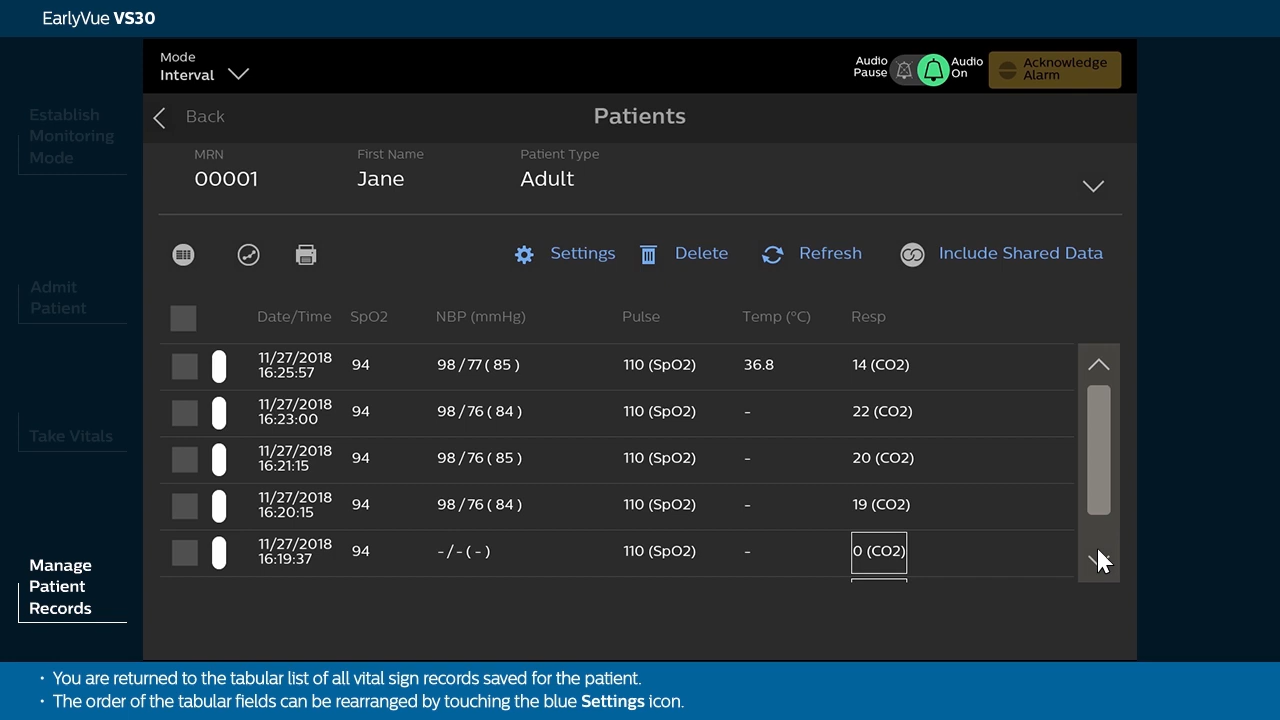 EarlyVue VS30
Mode
Interval
Audio
Pause
Audio
On
Acknowledge
Alarm
Back
Patients
Establish
Monitoring
Mode
Admit
Patient
Take Vitals
Manage
Patient
Records
MRN First Name Patient Type
00001 Jane Adult
Settings Delete Refresh Include Shared Data
Date/Time SpO2 NBP (mmHg) Pulse Temp (°C) Resp
11/27/2018
16:25:57 94 98/77(85) 110 (SpO2) 36.8 14 (CO2)
11/27/2018
16:23:00 94 98/76(84) 110 (SpO2) - 22 (CO2)
11/27/2018
16:21:15 94 98/76(85) 110 (SpO2) - 20 (CO2)
11/27/2018
16:20:15 94 98/76(84) 110 (SpO2) - 19 (CO2)
11/27/2018
16:19:37 94 -/-(-) 110 (SpO2) - 0 (CO2)
· You are returned to the tabular list of all vital sign records saved for the patient.
· The order of the tabular fields can be rearranged by touching the blue Settings icon.